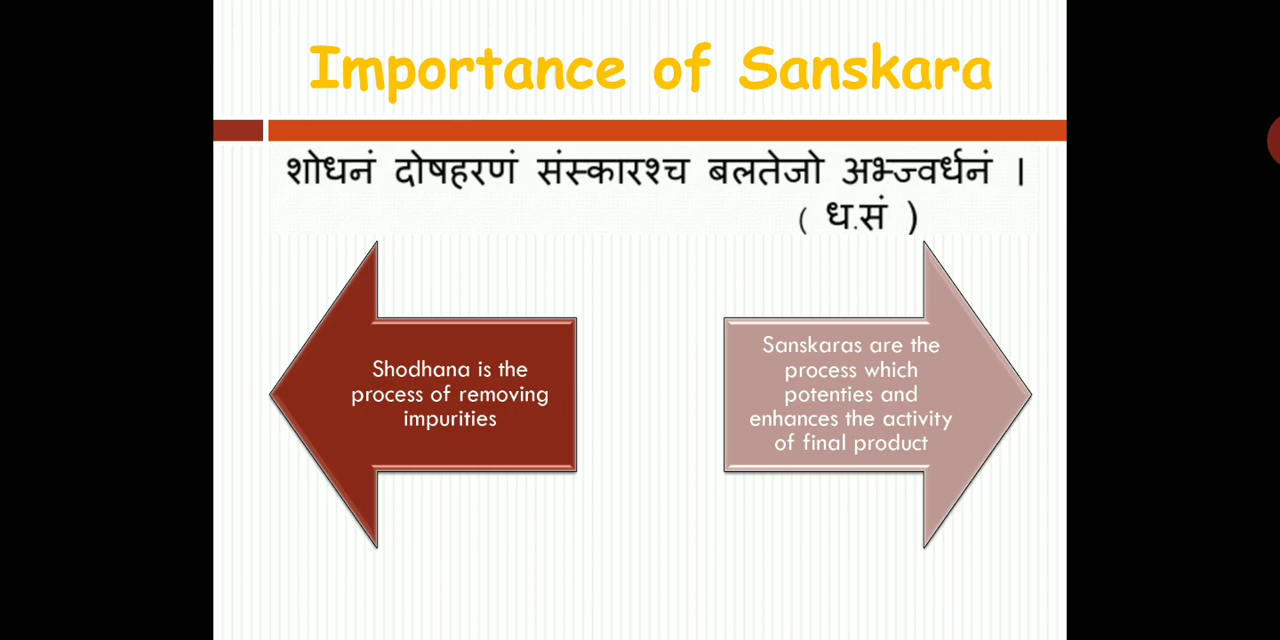 Importance of Sanskara
शोधनं दोषहरणं संस्कारश्च बलतेजो अभ्ज्वर्धनं ।
( ध.सं )
Shodhana is the
process of removing
impurities
Sanskaras are the
process which
potenties and
enhances the activity
of final product